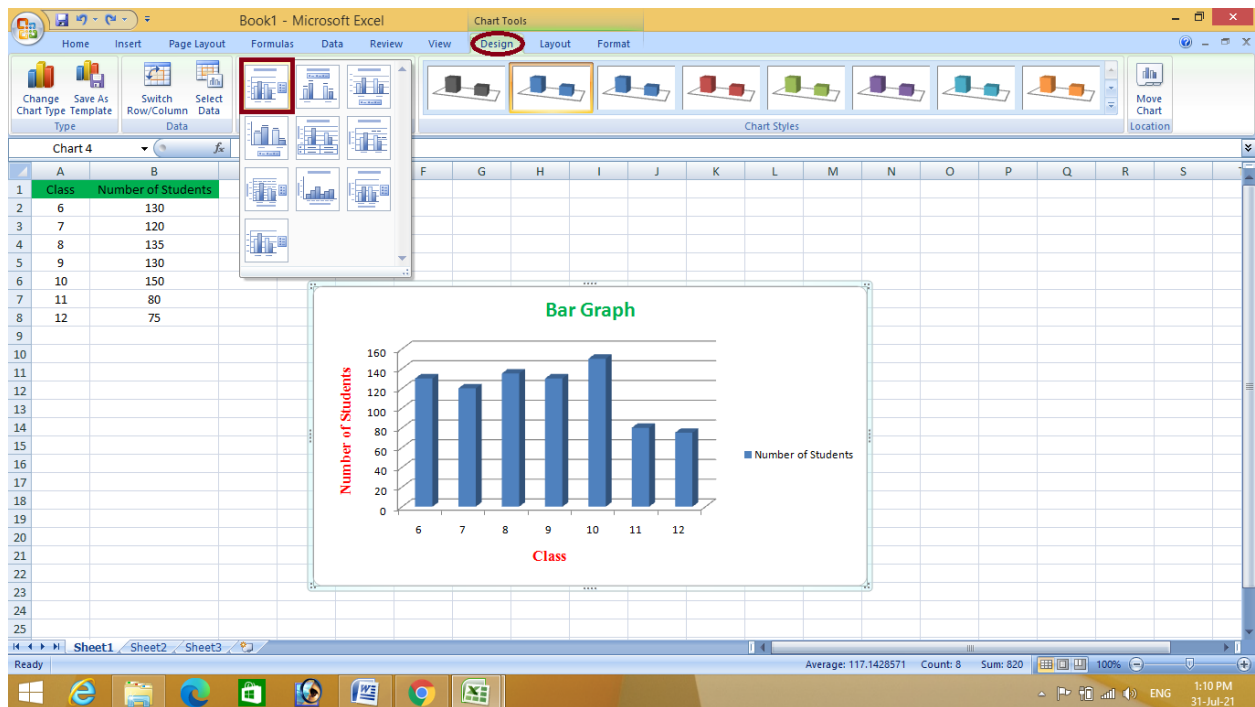 Book1 - Microsoft Excel
Chart Tools
Home Insert Page Layout Formulas Data Review View Design Layout Format
Change Chart Type
Save As Template
Switch Row/Column
Select Data
Move Chart
Type Data Chart Styles Location
Chart 4 fx
A B F G H I J K L M N O P Q R S
1 Class Number of Students
2 6 130
3 7 120
4 8 135
5 9 130
6 10 150
7 11 80
8 12 75
9
10
11
12
13
14
15
16
17
18
19
20
21
22
23
24
25
Bar Graph
Number of Students
160
140
120
100
80
60
40
20
0
6 7 8 9 10 11 12
Class
Number of Students
Sheet1 Sheet2 Sheet3
Ready Average: 117.1428571 Count: 8 Sum: 820 100%
ENG 1:10 PM
31-Jul-21